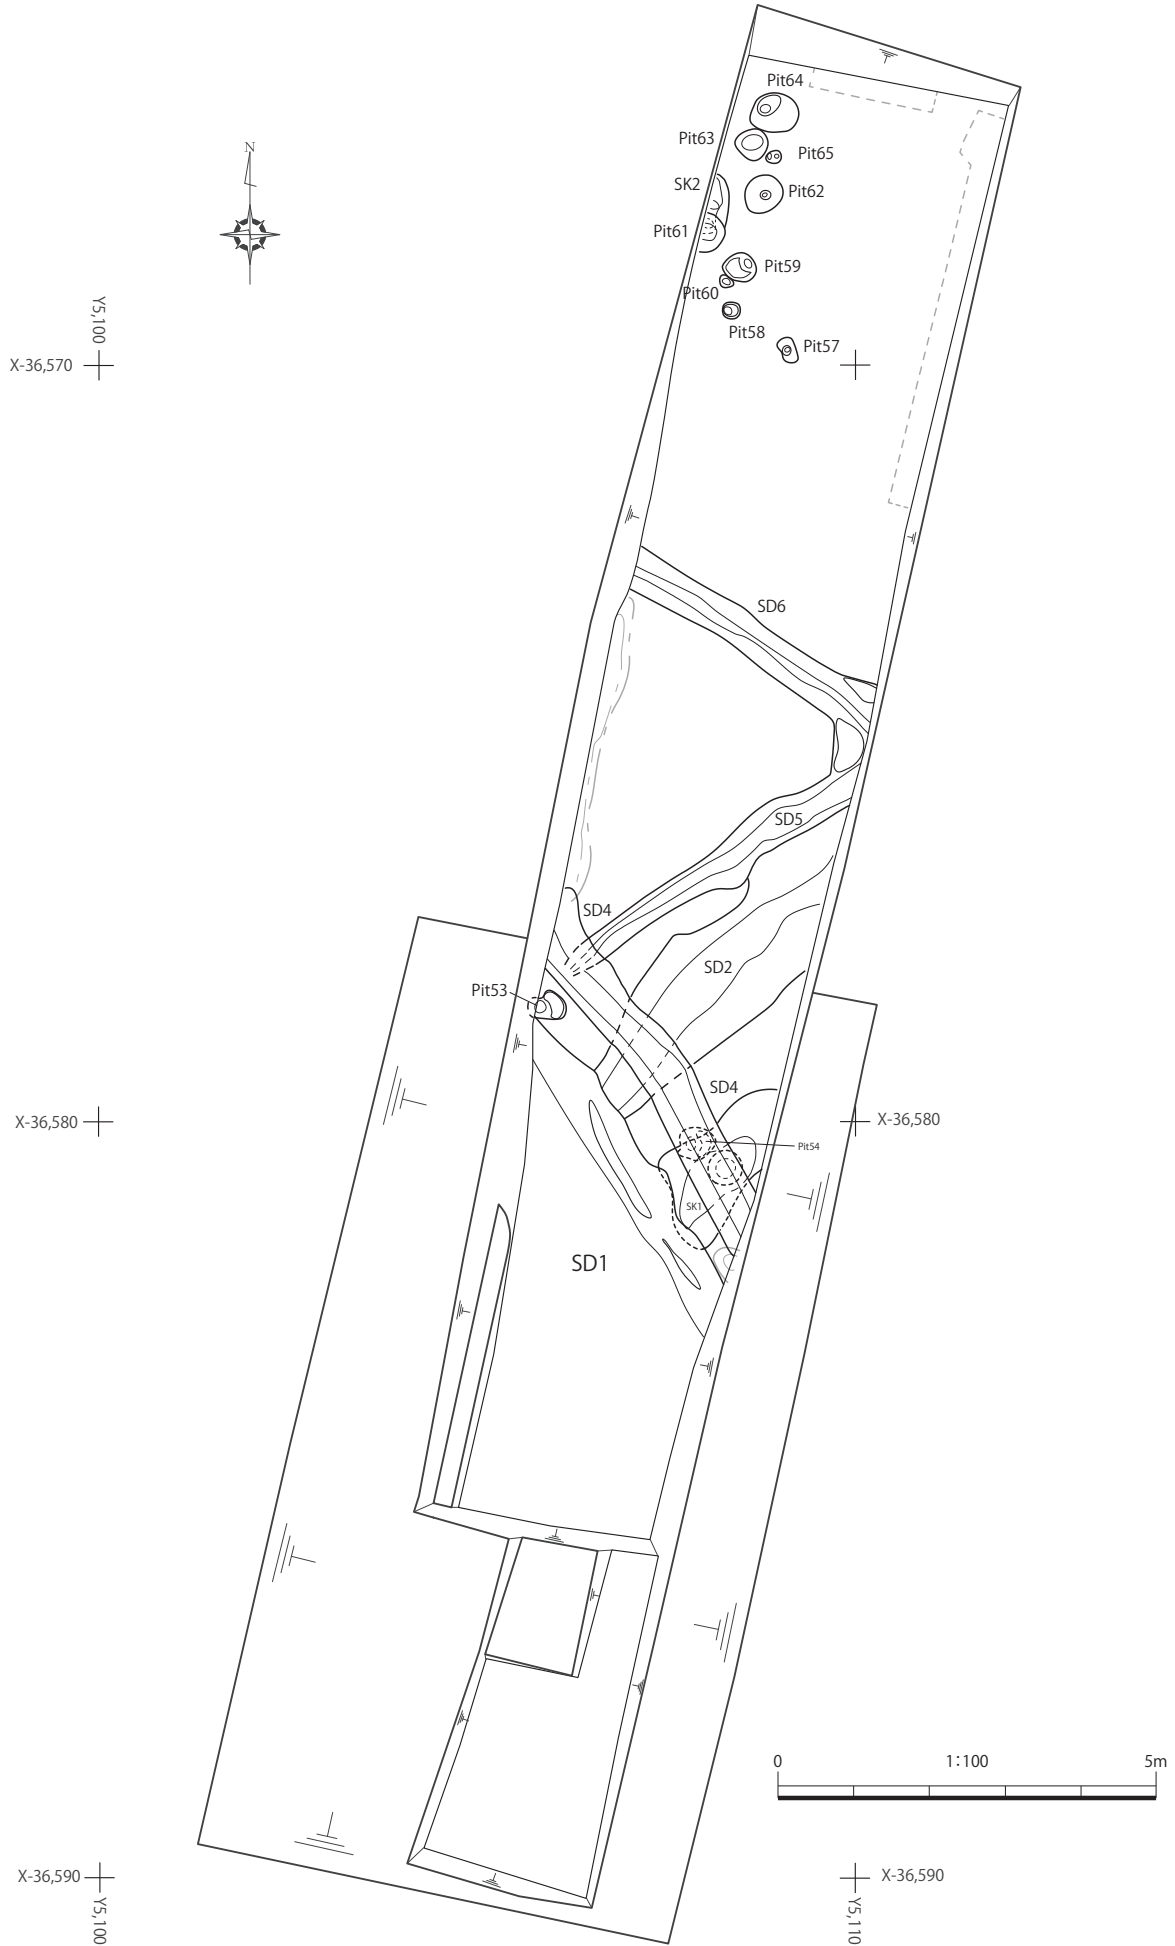 Pit64
N
Pit63
Pit65
SK2
Pit62
Pit61
Pit59
Pit60
Y5,100
Pit58
Pit57
X-36,570
SD6
SD5
SD4
SD2
Pit53
SD4
X-36,580
X-36,580
Pit54
SK1
SD1
0 1:100 5m
X-36,590
X-36,590
Y5,100
Y5,110